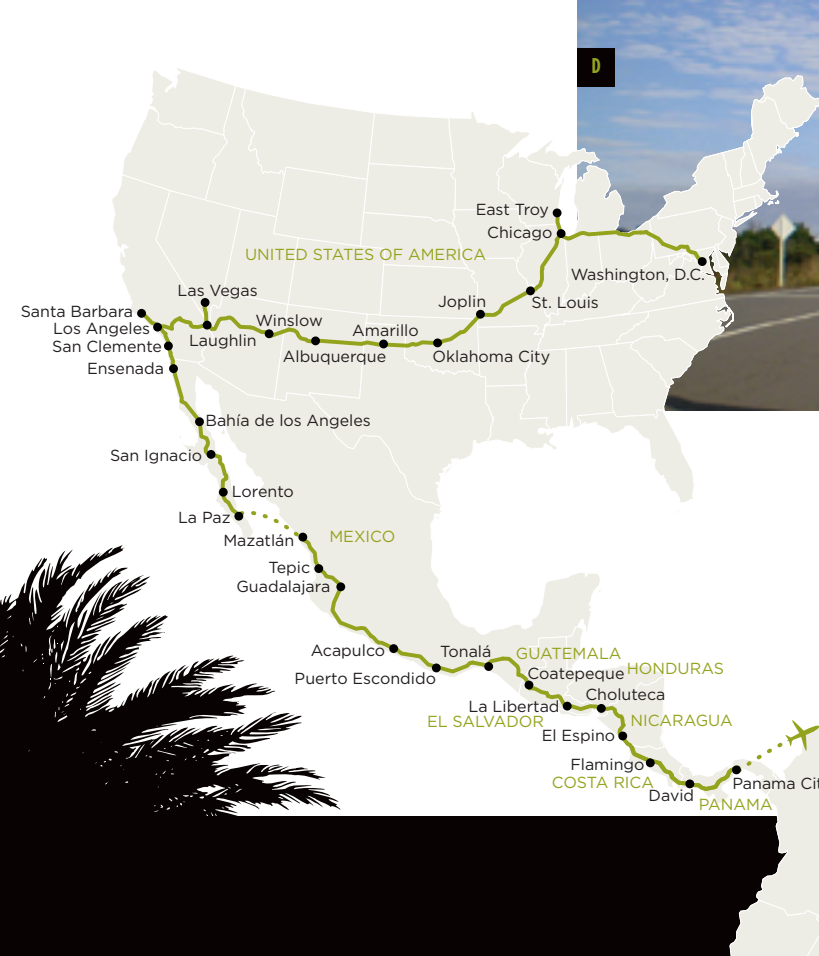 D
East Troy
Chicago
UNITED STATES OF AMERICA
Washington, D.C.
Las Vegas
Joplin
St. Louis
Santa Barbara
Winslow
Los Angeles
Amarillo
Laughlin
San Clemente
Albuquerque
Oklahoma City
Ensenada
Bahía de los Angeles
San Ignacio
Lorento
La Paz
MEXICO
Mazatlán
Tepic
Guadalajara
Acapulco
Tonalá
GUATEMALA
HONDURAS
Coatepeque
Puerto Escondido
Choluteca
La Libertad
EL SALVADOR
NICARAGUA
El Espino
Flamingo
COSTA RICA
Panama Cit
David
PANAMA